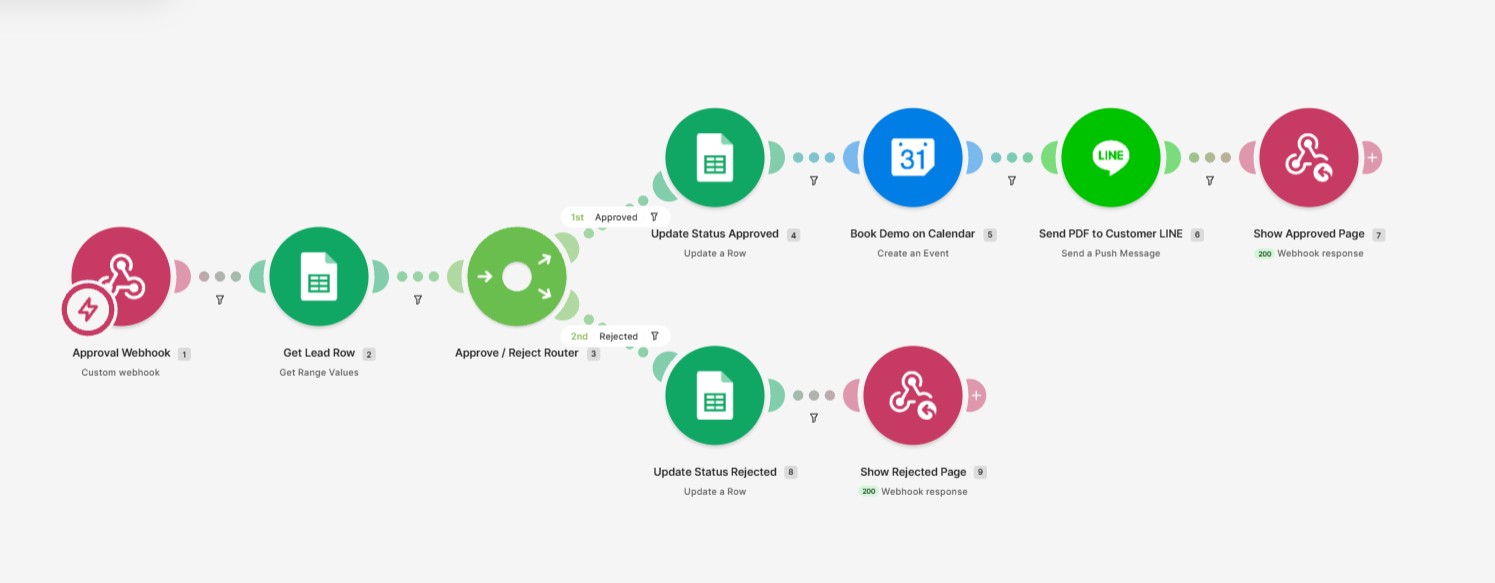 Approval Webhook 1
Custom webhook
Get Lead Row 2
Get Range Values
Approve / Reject Router 3
1st Approved
31
Update Status Approved 4
Update a Row
Book Demo on Calendar 5
Create an Event
LINE
Send PDF to Customer LINE 6
Send a Push Message
Show Approved Page 7
200 Webhook response
2nd Rejected
Update Status Rejected 8
Update a Row
Show Rejected Page 9
200 Webhook response